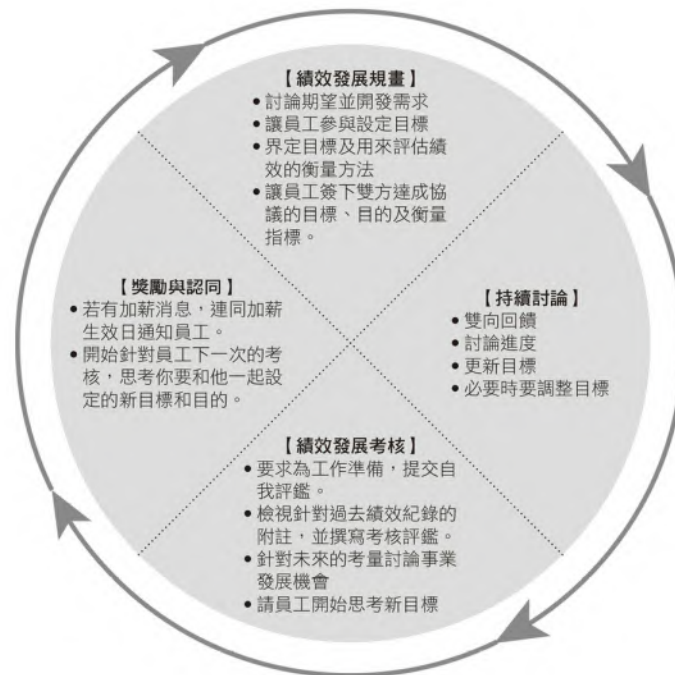 【績效發展規畫】
• 討論期望並開發需求
• 讓員工參與設定目標
• 界定目標及用來評估績
效的衡量方法
• 讓員工簽下雙方達成協
議的目標、目的及衡量
指標。
【獎勵與認同】
• 若有加薪消息，連同加薪
生效日通知員工。
• 開始針對員工下一次的考
核，思考你要和他一起設
定的新目標和目的。
【持續討論】
• 雙向回饋
• 討論進度
• 更新目標
• 必要時要調整目標
【績效發展考核】
• 要求為工作準備，提交自
我評鑑。
• 檢視針對過去績效紀錄的
附註，並撰寫考核評鑑。
• 針對未來的考量討論事業
發展機會
• 請員工開始思考新目標